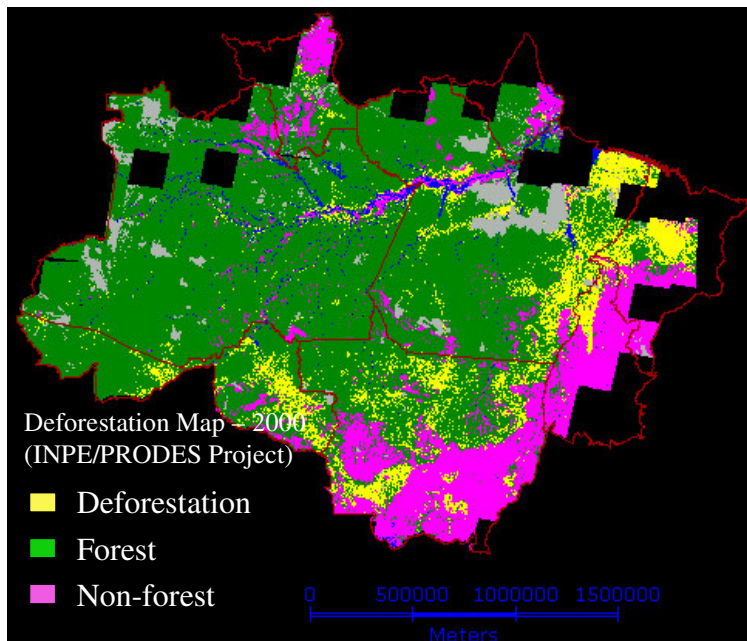 Deforestation Map – 2000
(INPE/PRODES Project)
Deforestation
Forest
Non-forest
0 500000 1000000 1500000
Meters